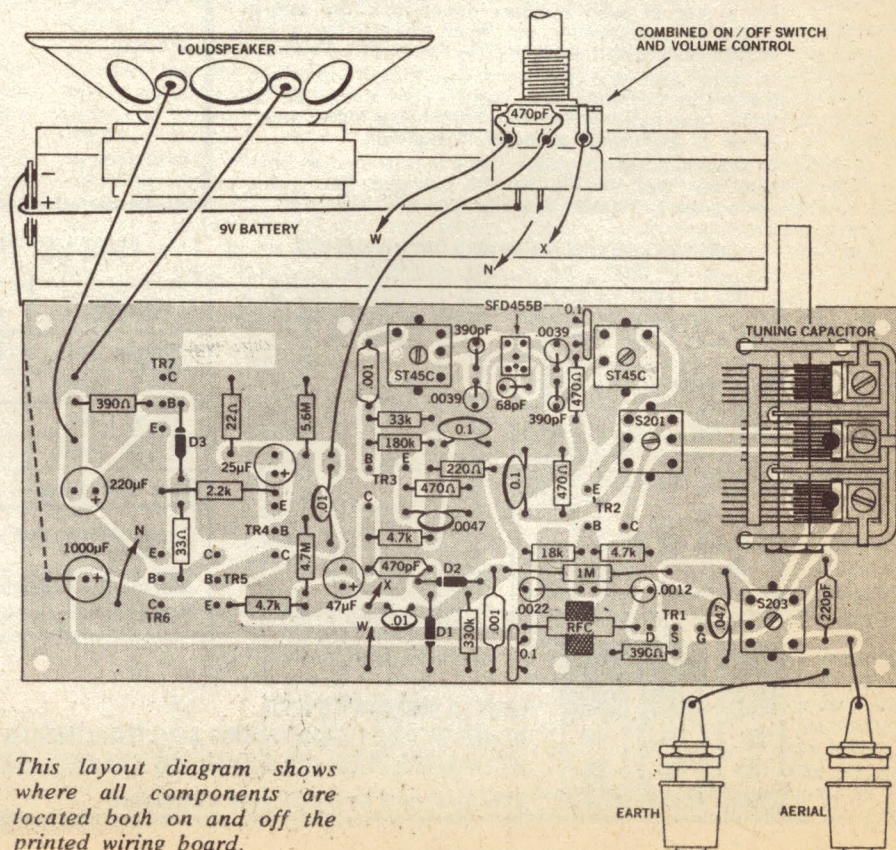 COMBINED ON / OFF SWITCH
AND VOLUME CONTROL
LOUDSPEAKER
470pF
−
+
9V BATTERY
W
N
X
SFD455B
0.1
390pF
.0039
TUNING CAPACITOR
TR7
C
.001
ST45C
470Ω
ST45C
.0039
68pF
390pF
390Ω
B
22Ω
5.6M
33k
S201
E
D3
180k
0.1
25µF
+
B
E
220Ω
0.1
470Ω
E
220µF
+
2.2k
TR3
470Ω
TR2
N
33Ω
E
.01
C
.0047
B
C
TR4
B
4.7M
4.7k
1000µF
+
E
C
C
18k
4.7k
B
B
TR5
470pF
D2
1M
47µF
+
X
.0022
.0012
C
TR6
E
4.7k
.01
D1
330k
.001
RFC
TR1
.047
S203
220pF
W
D
S
G
0.1
390Ω
This layout diagram shows
where all components are
located both on and off the
printed wiring board.
EARTH
AERIAL